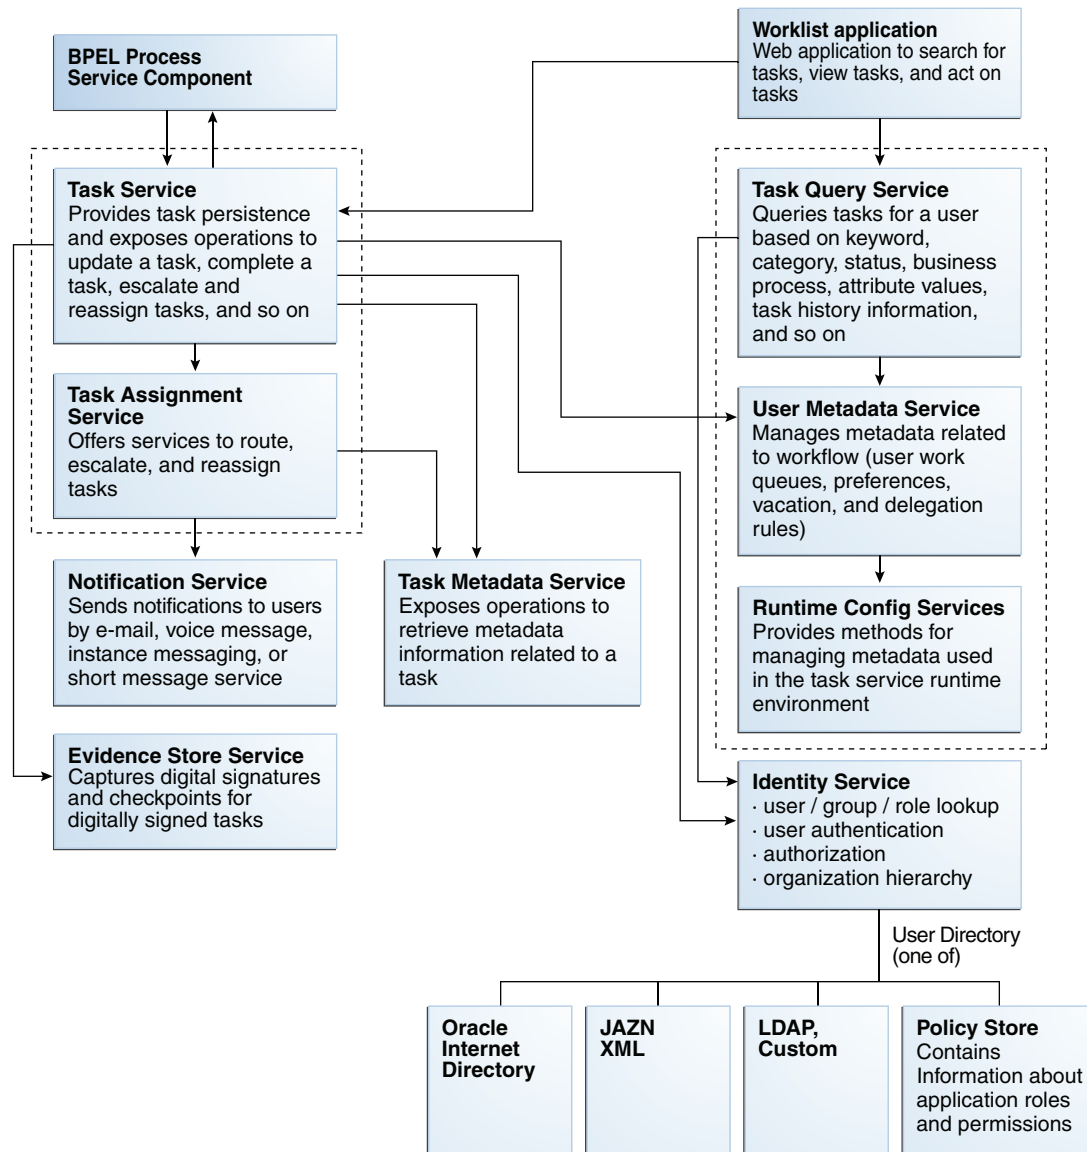 BPEL Process
Service Component
Worklist application
Web application to search for
tasks, view tasks, and act on
tasks
Task Service
Provides task persistence
and exposes operations to
update a task, complete a
task, escalate and
reassign tasks, and so on
Task Query Service
Queries tasks for a user
based on keyword,
category, status, business
process, attribute values,
task history information,
and so on
Task Assignment
Service
Offers services to route,
escalate, and reassign
tasks
User Metadata Service
Manages metadata related
to workflow (user work
queues, preferences,
vacation, and delegation
rules)
Notification Service
Sends notifications to users
by e-mail, voice message,
instance messaging, or
short message service
Task Metadata Service
Exposes operations to
retrieve metadata
information related to a
task
Runtime Config Services
Provides methods for
managing metadata used
in the task service runtime
environment
Evidence Store Service
Captures digital signatures
and checkpoints for
digitally signed tasks
Identity Service
· user / group / role lookup
· user authentication
· authorization
· organization hierarchy
User Directory
(one of)
Oracle
Internet
Directory
JAZN
XML
LDAP,
Custom
Policy Store
Contains
Information about
application roles
and permissions